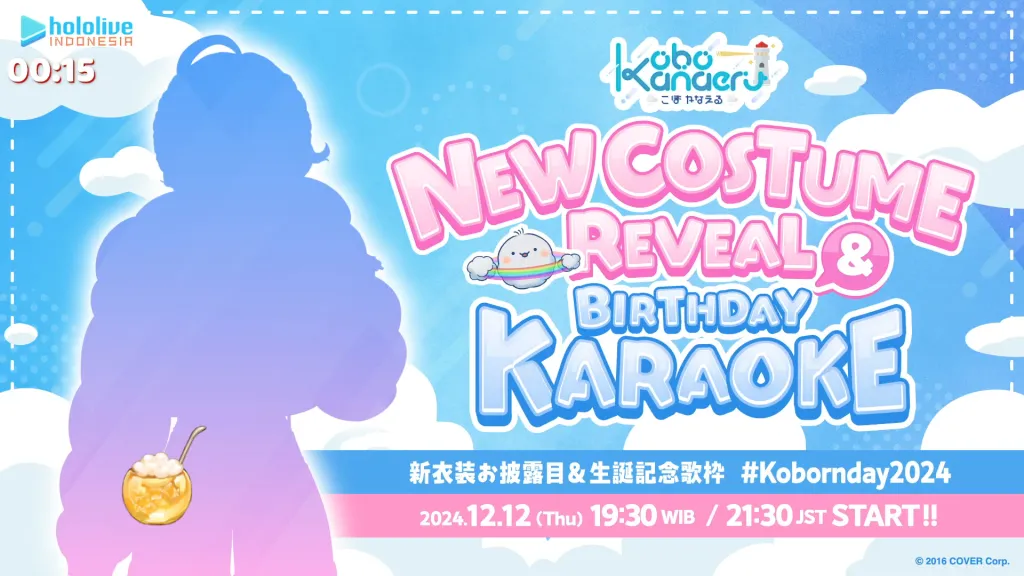 hololive
INDONESIA
00:15
Kobo
Kanaeru
こぼ かなえる
NEW COSTUME
REVEAL &
BIRTHDAY
KARAOKE
新衣装お披露目&生誕記念歌枠 #Kobornday2024
2024.12.12 (Thu) 19:30 WIB / 21:30 JST START!!
© 2016 COVER Corp.